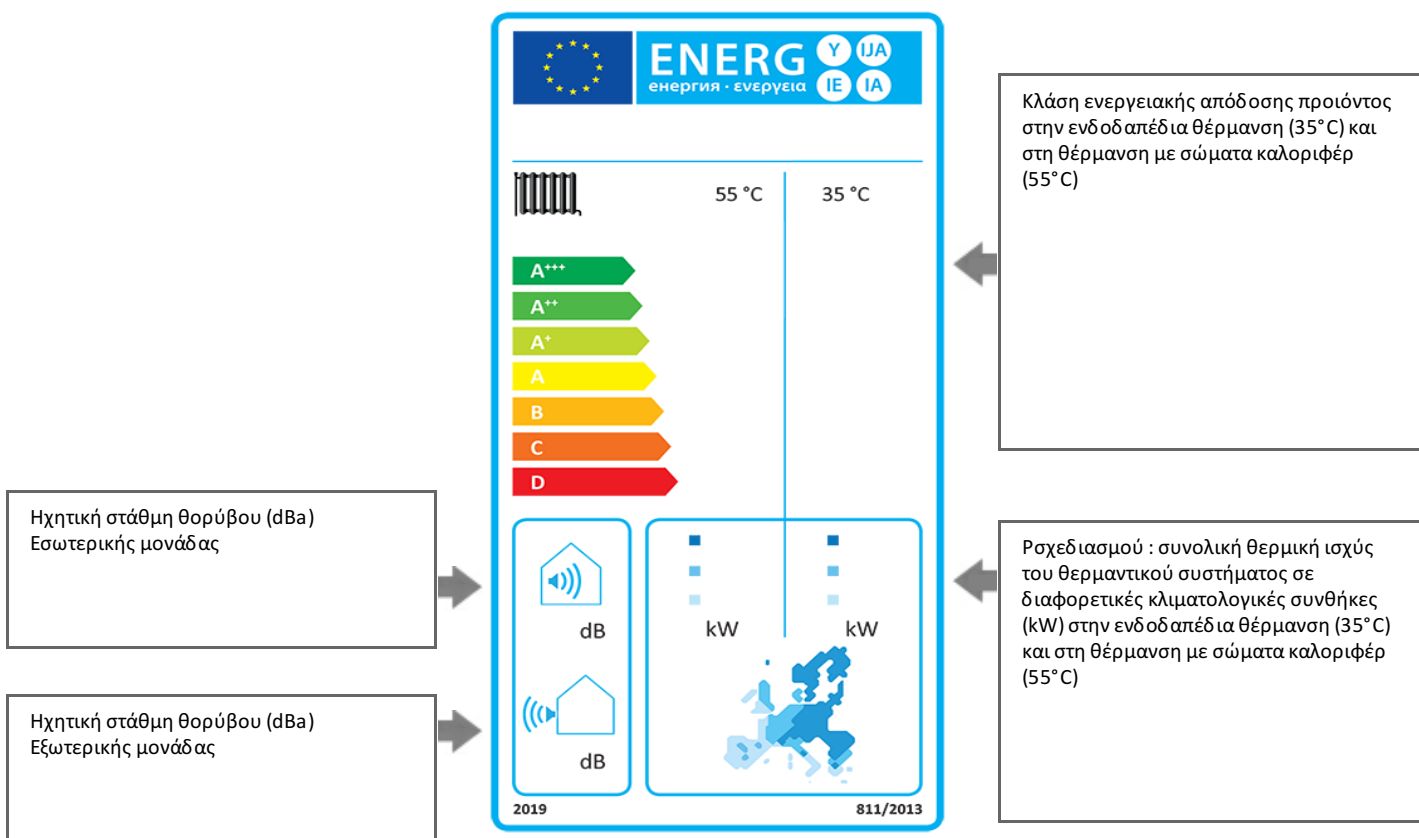 ENERG
енергия · ενεργεια
Y IJA
IE IA
55 °C 35 °C
A+++
A++
A+
A
B
C
D
dB
dB
kW kW
2019 811/2013
Κλάση ενεργειακής απόδοσης προιόντος
στην ενδοδαπέδια θέρμανση (35°C) και
στη θέρμανση με σώματα καλοριφέρ
(55°C)
Ηχητική στάθμη θορύβου (dBa)
Εσωτερικής μονάδας
Ρσχεδιασμού : συνολική θερμική ισχύς
του θερμαντικού συστήματος σε
διαφορετικές κλιματολογικές συνθήκες
(kW) στην ενδοδαπέδια θέρμανση (35°C)
και στη θέρμανση με σώματα καλοριφέρ
(55°C)
Ηχητική στάθμη θορύβου (dBa)
Εξωτερικής μονάδας